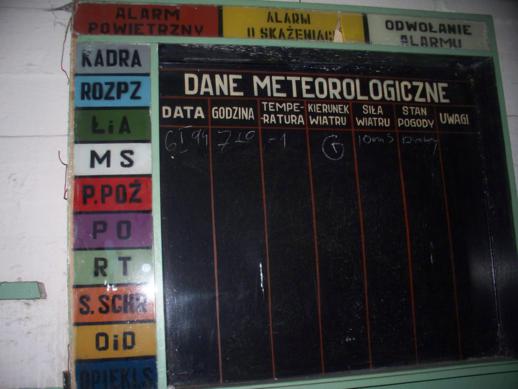 ALARM
POWIETRZNY
ALARM
O SKAŻENIACH
ODWOŁANIE
ALARMU
KADRA
ROZPZ
ŁiA
MS
P.POŻ
PO
RT
S.SCHR
OiD
DANE METEOROLOGICZNE
DATA
GODZINA
TEMPE-
RATURA
KIERUNEK
WIATRU
SIŁA
WIATRU
STAN
POGODY
UWAGI
-1
G